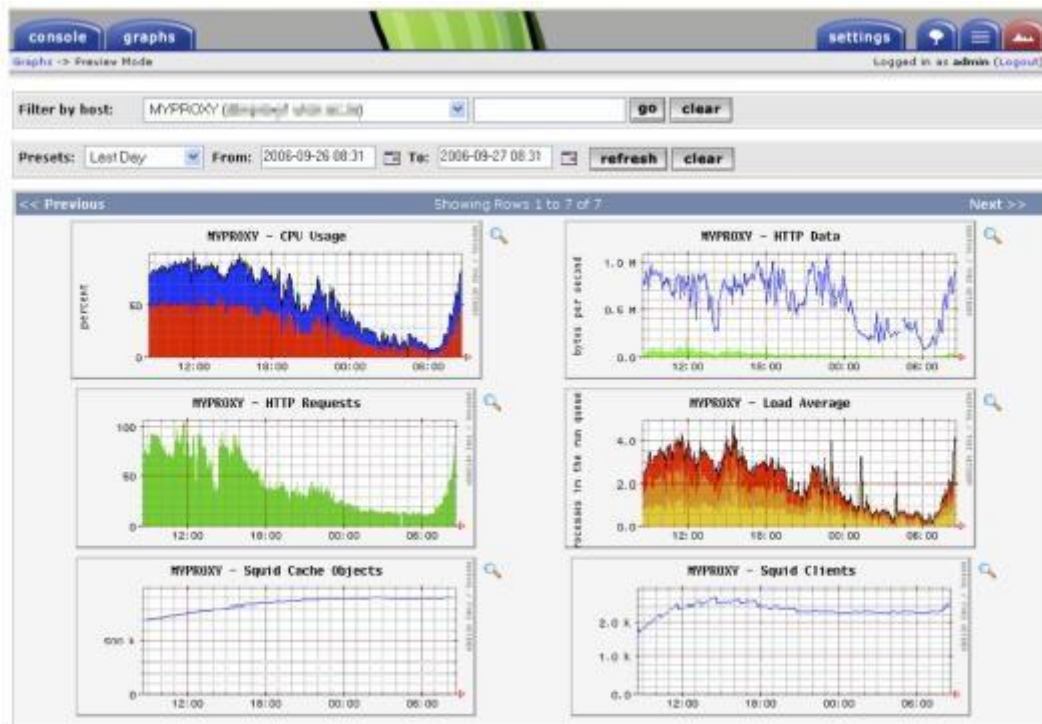 console graphs settings
Graphs -> Preview Mode Logged in as admin (Logout)
Filter by host: MYPROXY ( go clear
Presets: Last Day From: 2006-09-26 08:31 To: 2006-09-27 08:31 refresh clear
<< Previous Showing Rows 1 to 7 of 7 Next >>
MYPROXY - CPU Usage
percent
50
0
12:00 18:00 00:00 06:00
MYPROXY - HTTP Data
bytes per second
1.0 M
0.5 M
0.0
12:00 18:00 00:00 06:00
MYPROXY - HTTP Requests
100
50
0
12:00 18:00 00:00 06:00
MYPROXY - Load Average
rocesses in the run queue
4.0
2.0
0.0
12:00 18:00 00:00 06:00
MYPROXY - Squid Cache Objects
500 k
0
12:00 18:00 00:00 06:00
MYPROXY - Squid Clients
2.0 k
1.0 k
0.0
12:00 18:00 00:00 06:00